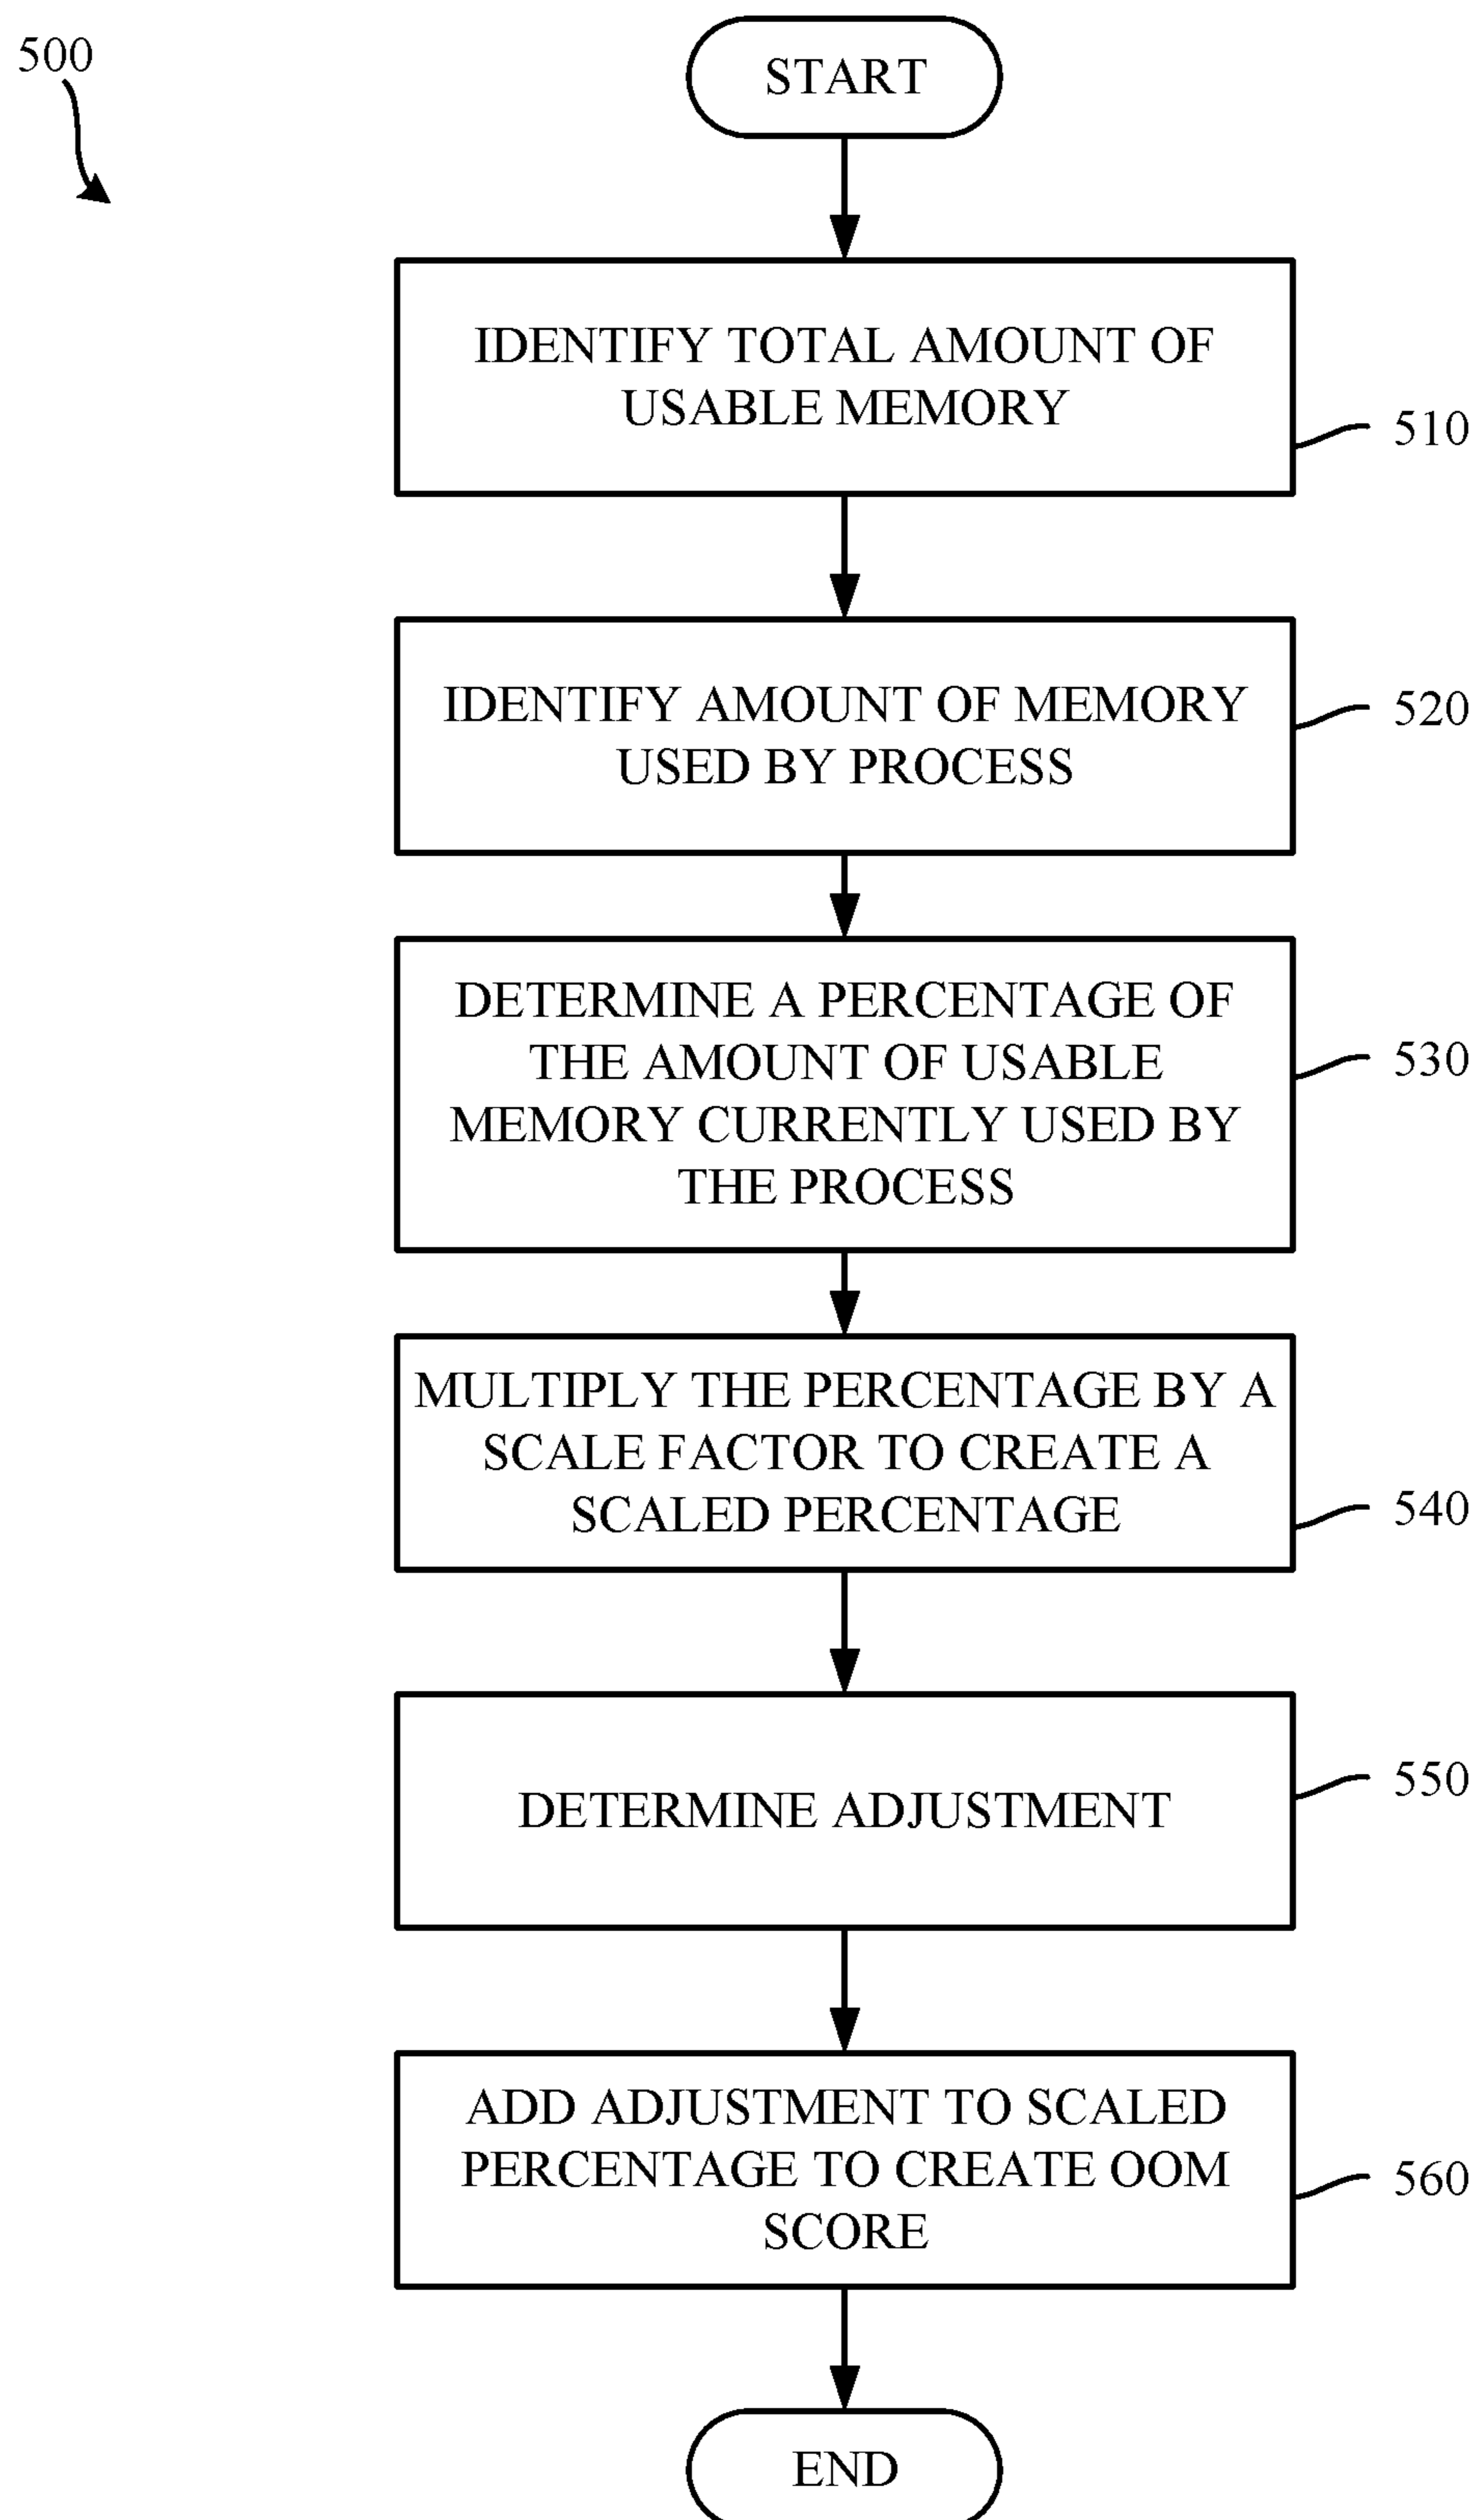 500
START
IDENTIFY TOTAL AMOUNT OF
USABLE MEMORY
510
IDENTIFY AMOUNT OF MEMORY
USED BY PROCESS
520
DETERMINE A PERCENTAGE OF
THE AMOUNT OF USABLE
MEMORY CURRENTLY USED BY
THE PROCESS
530
MULTIPLY THE PERCENTAGE BY A
SCALE FACTOR TO CREATE A
SCALED PERCENTAGE
540
DETERMINE ADJUSTMENT
550
ADD ADJUSTMENT TO SCALED
PERCENTAGE TO CREATE OOM
SCORE
560
END